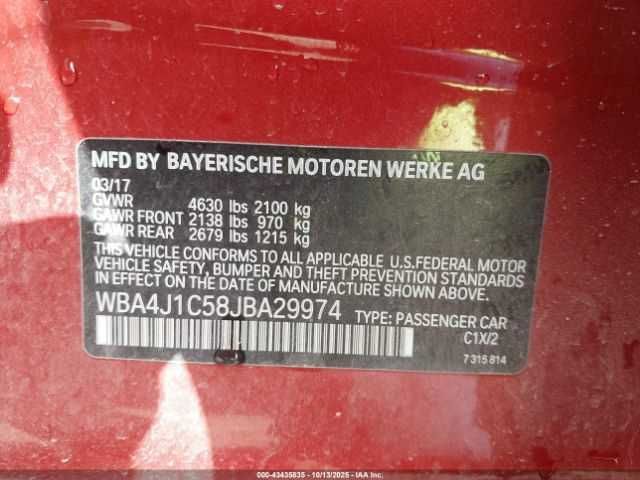 MFD BY BAYERISCHE MOTOREN WERKE AG
03/17
GVWR 4630 lbs 2100 kg
GAWR FRONT 2138 lbs 970 kg
GAWR REAR 2679 lbs 1215 kg
THIS VEHICLE CONFORMS TO ALL APPLICABLE U.S.FEDERAL MOTOR
VEHICLE SAFETY, BUMPER AND THEFT PREVENTION STANDARDS
IN EFFECT ON THE DATE OF MANUFACTURE SHOWN ABOVE.
WBA4J1C58JBA29974 TYPE: PASSENGER CAR
C1X/2
7 315 814
000-43435835 | 10/13/2025 - IAA Inc.